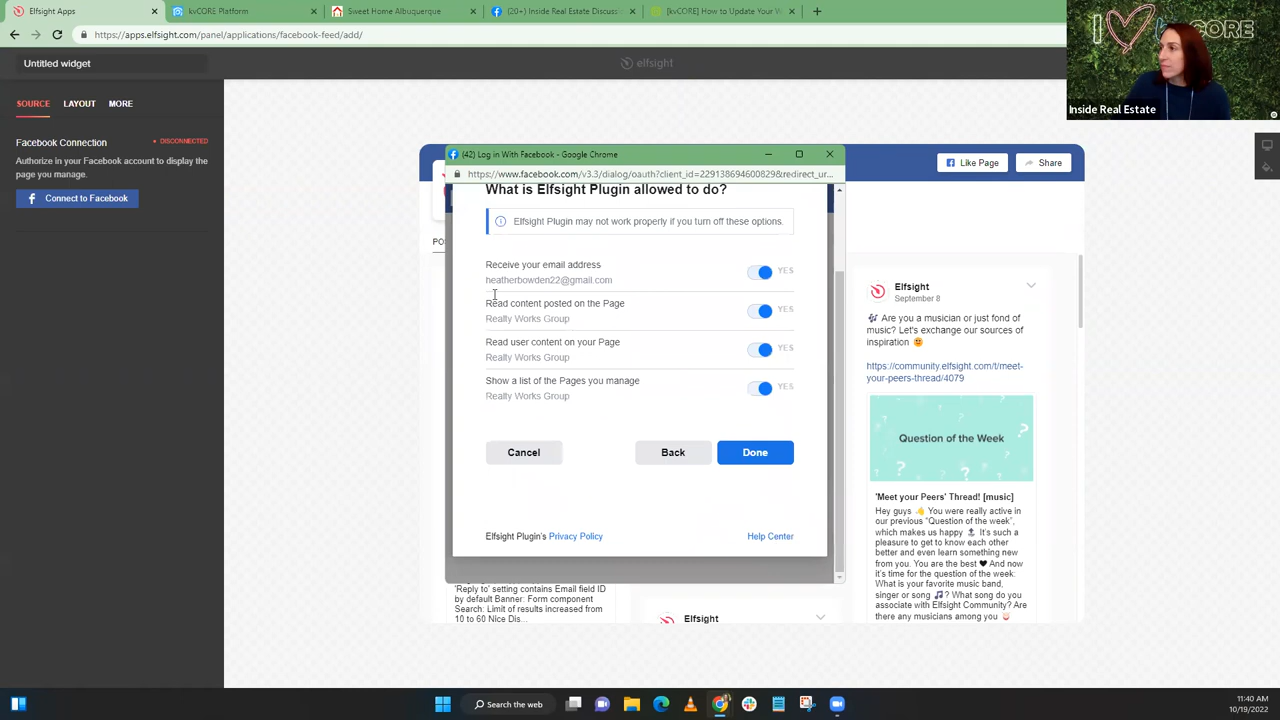 Elfsight Apps
kvCORE Platform
Sweet Home Albuquerque
(20+) Inside Real Estate Discuss
[kvCORE] How to Update Your W
https://apps.elfsight.com/panel/applications/facebook-feed/add/
I
CORE
Inside Real Estate
Untitled widget
elfsight
SOURCE LAYOUT MORE
Facebook Connection
DISCONNECTED
Authorize in your Facebook account to display the
page you manage.
Connect to Facebook
(42) Log in With Facebook - Google Chrome
https://www.facebook.com/v3.3/dialog/oauth?client_id=229138694600829&redirect_ur...
What is Elfsight Plugin allowed to do?
Elfsight Plugin may not work properly if you turn off these options.
Receive your email address
heatherbowden22@gmail.com
YES
Read content posted on the Page
Realty Works Group
YES
Read user content on your Page
Realty Works Group
YES
Show a list of the Pages you manage
Realty Works Group
YES
Cancel
Back
Done
Elfsight Plugin's Privacy Policy
Help Center
Like Page
Share
PO
Elfsight
September 8
🎶 Are you a musician or just fond of
music? Let's exchange our sources of
inspiration 🙂
https://community.elfsight.com/t/meet-
your-peers-thread/4079
Question of the Week
'Meet your Peers' Thread! [music]
Hey guys 👋 You were really active in
our previous "Question of the week",
which makes us happy It's such a
pleasure to get to know each other
better and even learn something new
from you. You are the best ♥ And now
it's time for the question of the week:
What is your favorite music band,
singer or song 🎵? What song do you
associate with Elfsight Community? Are
there any musicians among you
'Reply to' setting contains Email field ID
by default Banner: Form component
Search: Limit of results increased from
10 to 60 Nice Dis...
Elfsight
Search the web
11:40 AM
10/19/2022